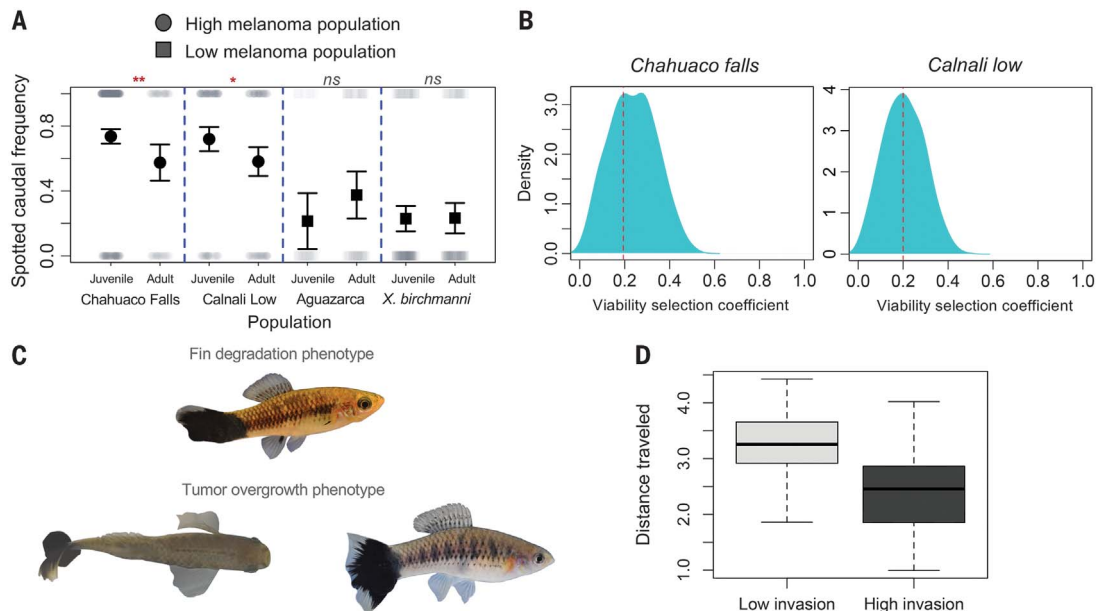 A
High melanoma population
Low melanoma population
** * ns ns
Spotted caudal frequency
0.8
0.4
0.0
Juvenile Adult Juvenile Adult Juvenile Adult Juvenile Adult
Chahuaco Falls Calnali Low Aguazarca X. birchmanni
Population
B
Chahuaco falls
Calnali low
Density
3.0
2.0
1.0
0.0
0.0 0.2 0.4 0.6 0.8 1.0
Viability selection coefficient
4
3
2
1
0
0.0 0.2 0.4 0.6 0.8 1.0
Viability selection coefficient
C
Fin degradation phenotype
Tumor overgrowth phenotype
D
Distance traveled
4.0
3.0
2.0
1.0
Low invasion High invasion